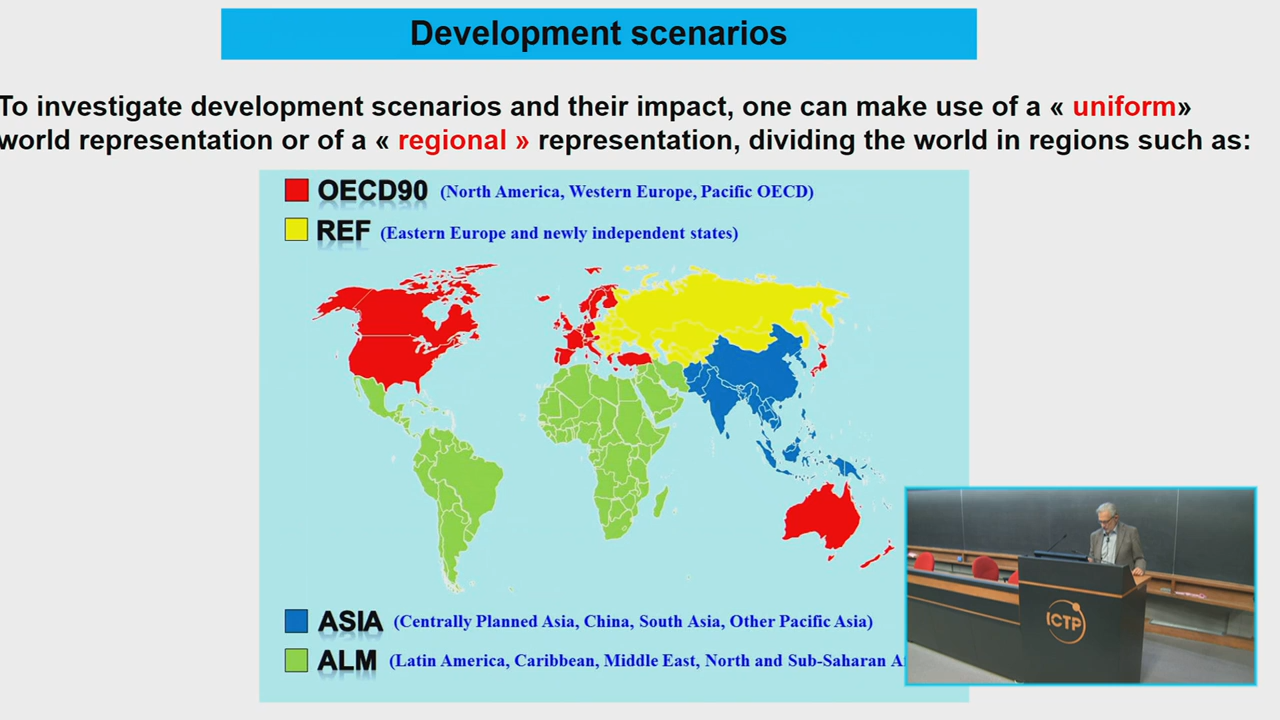 Development scenarios
To investigate development scenarios and their impact, one can make use of a « uniform»
world representation or of a « regional » representation, dividing the world in regions such as:
OECD90 (North America, Western Europe, Pacific OECD)
REF (Eastern Europe and newly independent states)
ASIA (Centrally Planned Asia, China, South Asia, Other Pacific Asia)
ALM (Latin America, Caribbean, Middle East, North and Sub-Saharan
ICTP